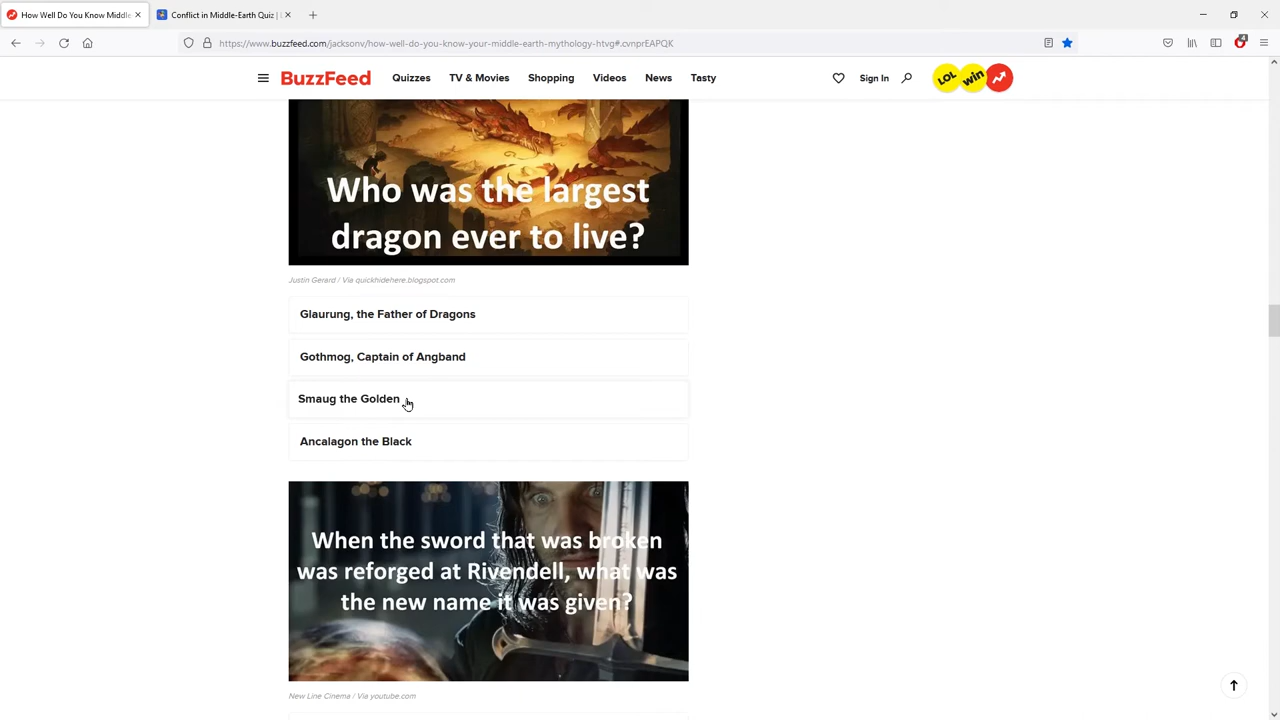 How Well Do You Know Middle
Conflict in Middle-Earth Quiz |
https://www.buzzfeed.com/jacksonv/how-well-do-you-know-your-middle-earth-mythology-htvg#.cvnprEAPQK
BuzzFeed
Quizzes
TV & Movies
Shopping
Videos
News
Tasty
Sign In
LOL
win
Who was the largest
dragon ever to live?
Justin Gerard / Via quickhidehere.blogspot.com
Glaurung, the Father of Dragons
Gothmog, Captain of Angband
Smaug the Golden
Ancalagon the Black
When the sword that was broken
was reforged at Rivendell, what was
the new name it was given?
New Line Cinema / Via youtube.com